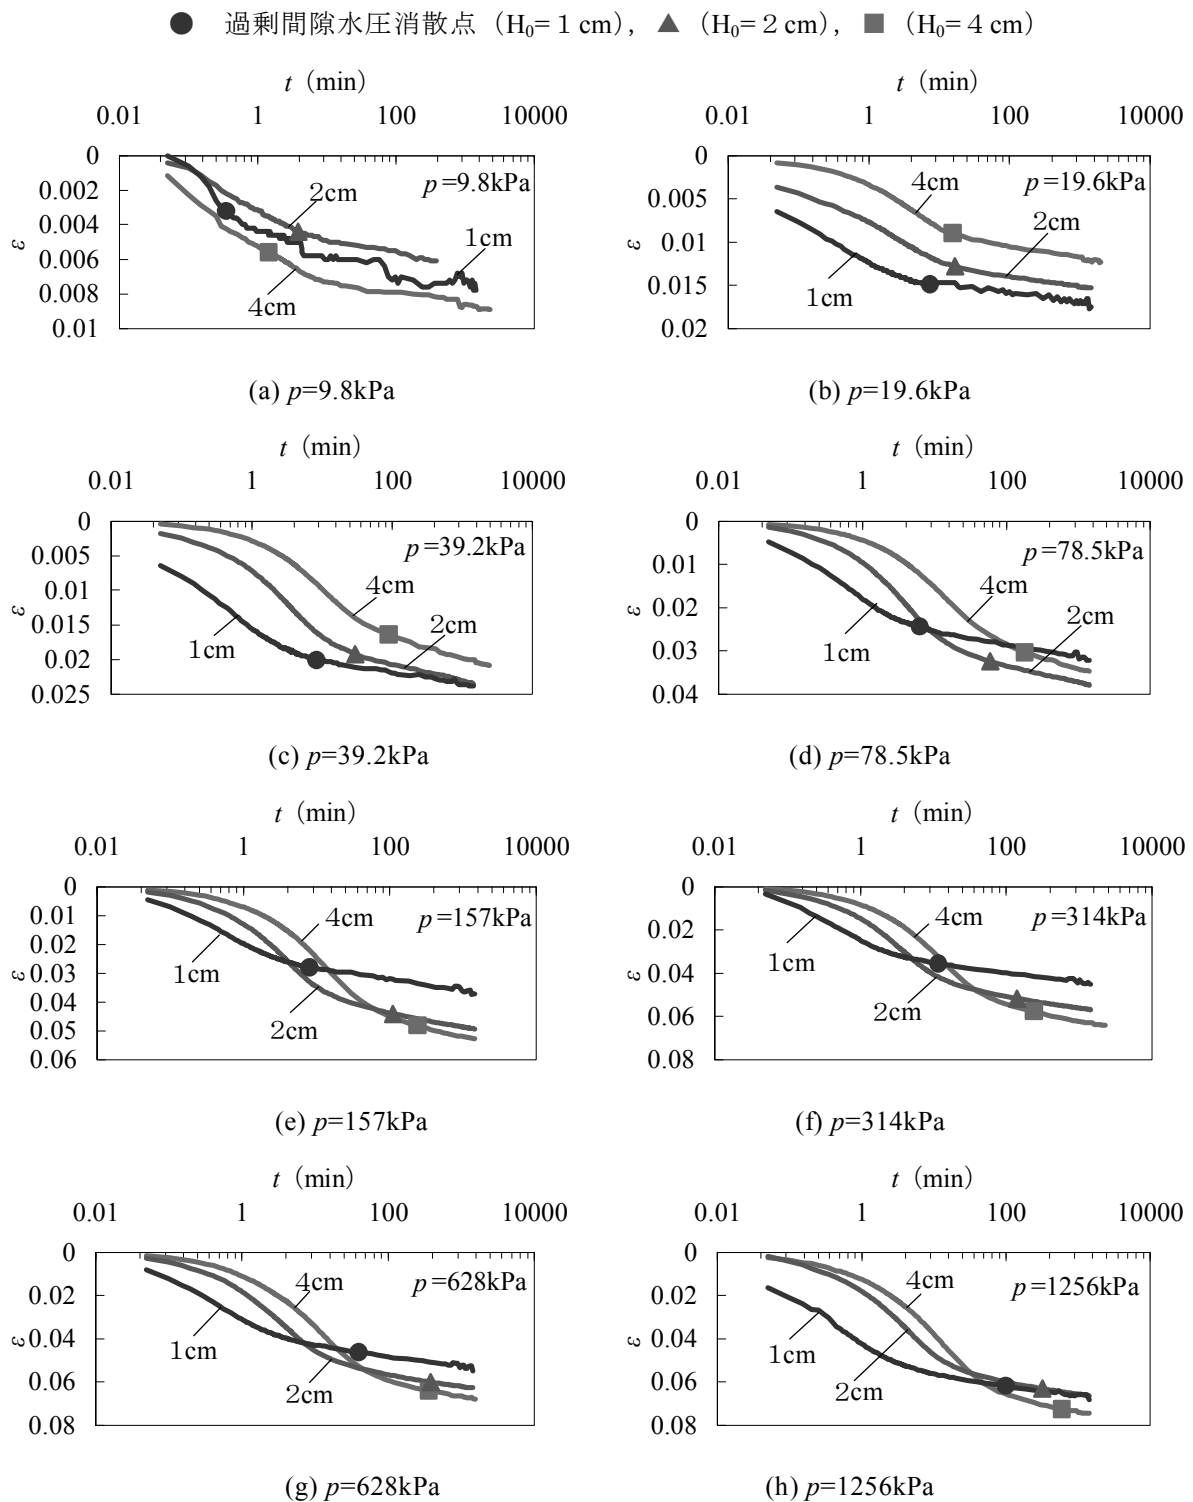 過剰間隙水圧消散点（H₀= 1 cm），（H₀= 2 cm），（H₀= 4 cm）
t（min）
0.01 1 100 10000
0
0.002
0.004
0.006
0.008
0.01
ε
p=9.8kPa
2cm
1cm
4cm
(a) p=9.8kPa
t（min）
0.01 1 100 10000
0
0.005
0.01
0.015
0.02
ε
p=19.6kPa
4cm
2cm
1cm
(b) p=19.6kPa
t（min）
0.01 1 100 10000
0
0.005
0.01
0.015
0.02
0.025
ε
p=39.2kPa
4cm
2cm
1cm
(c) p=39.2kPa
t（min）
0.01 1 100 10000
0
0.01
0.02
0.03
0.04
ε
p=78.5kPa
4cm
2cm
1cm
(d) p=78.5kPa
t（min）
0.01 1 100 10000
0
0.01
0.02
0.03
0.04
0.05
0.06
ε
p=157kPa
4cm
1cm
2cm
(e) p=157kPa
t（min）
0.01 1 100 10000
0
0.02
0.04
0.06
0.08
ε
p=314kPa
4cm
1cm
2cm
(f) p=314kPa
t（min）
0.01 1 100 10000
0
0.02
0.04
0.06
0.08
ε
p=628kPa
4cm
1cm
2cm
(g) p=628kPa
t（min）
0.01 1 100 10000
0
0.02
0.04
0.06
0.08
ε
p=1256kPa
4cm
1cm
2cm
(h) p=1256kPa